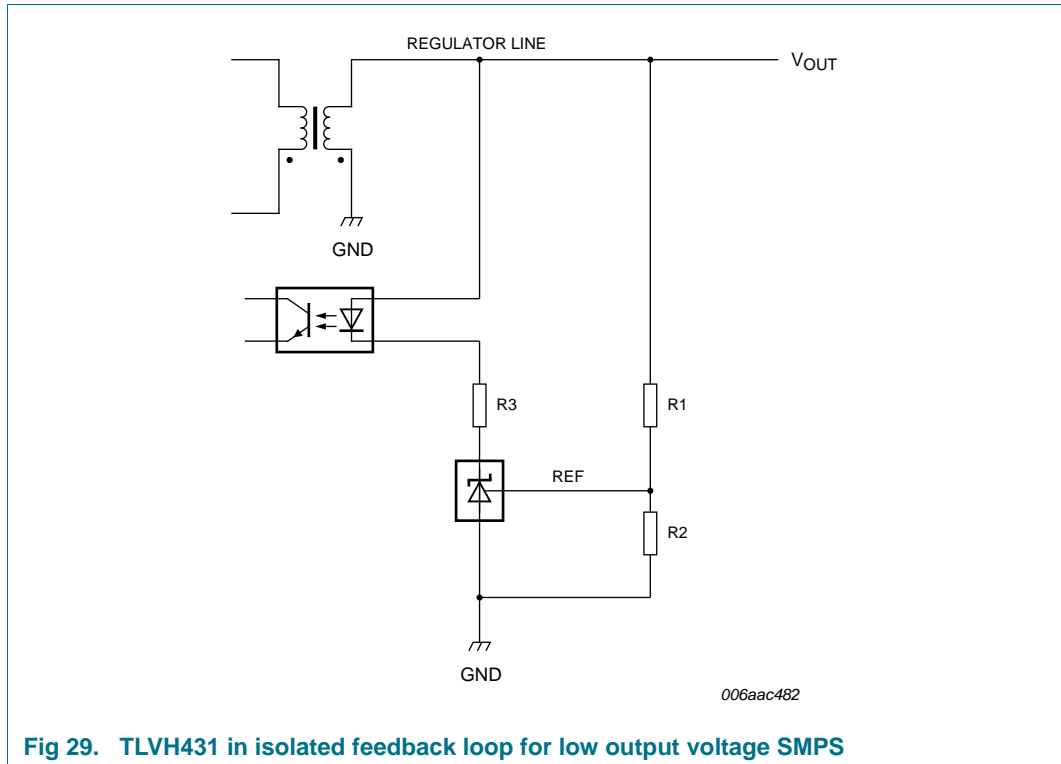 REGULATOR LINE
VOUT
GND
R3
R1
REF
R2
GND
006aac482
Fig 29. TLVH431 in isolated feedback loop for low output voltage SMPS